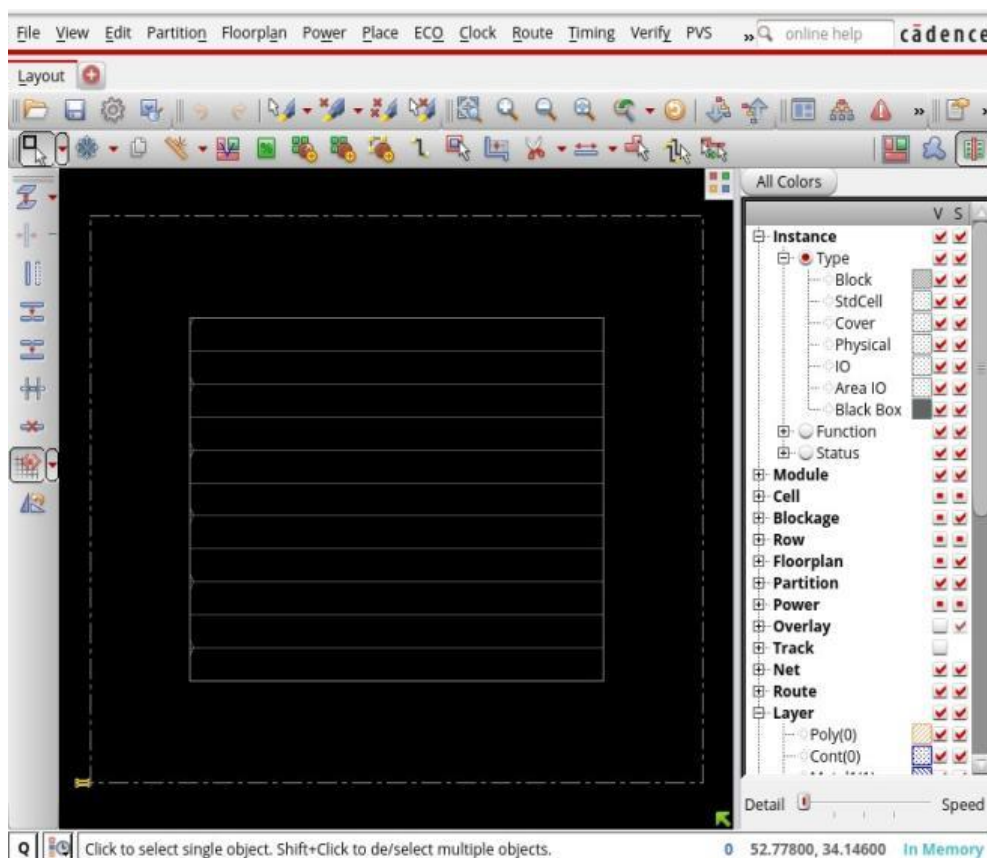 File View Edit Partition Floorplan Power Place ECO Clock Route Timing Verify PVS » online help cādence
Layout
»
All Colors
V S
Instance
Type
Block
StdCell
Cover
Physical
IO
Area IO
Black Box
Function
Status
Module
Cell
Blockage
Row
Floorplan
Partition
Power
Overlay
Track
Net
Route
Layer
Poly(0)
Cont(0)
Detail Speed
Q Click to select single object. Shift+Click to de/select multiple objects. 0 52.77800, 34.14600 In Memory